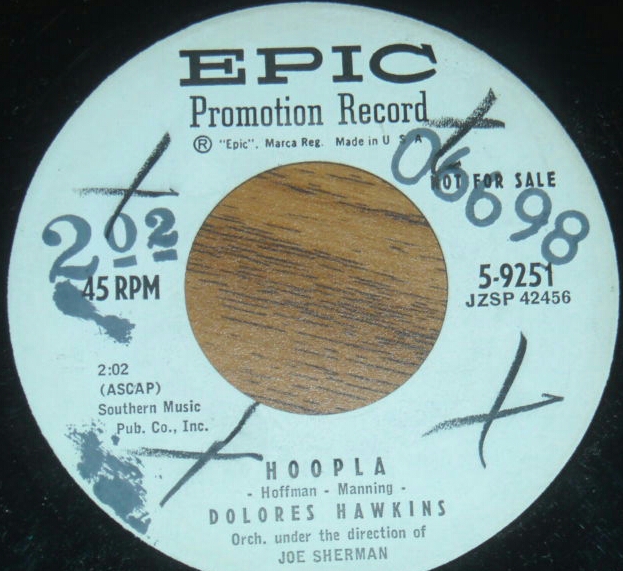 EPIC
Promotion Record
® "Epic". Marca Reg. Made in U S A
06698
NOT FOR SALE
2 02
45 RPM
5-9251
JZSP 42456
2:02
(ASCAP)
Southern Music
Pub. Co., Inc.
HOOPLA
- Hoffman - Manning -
DOLORES HAWKINS
Orch. under the direction of
JOE SHERMAN